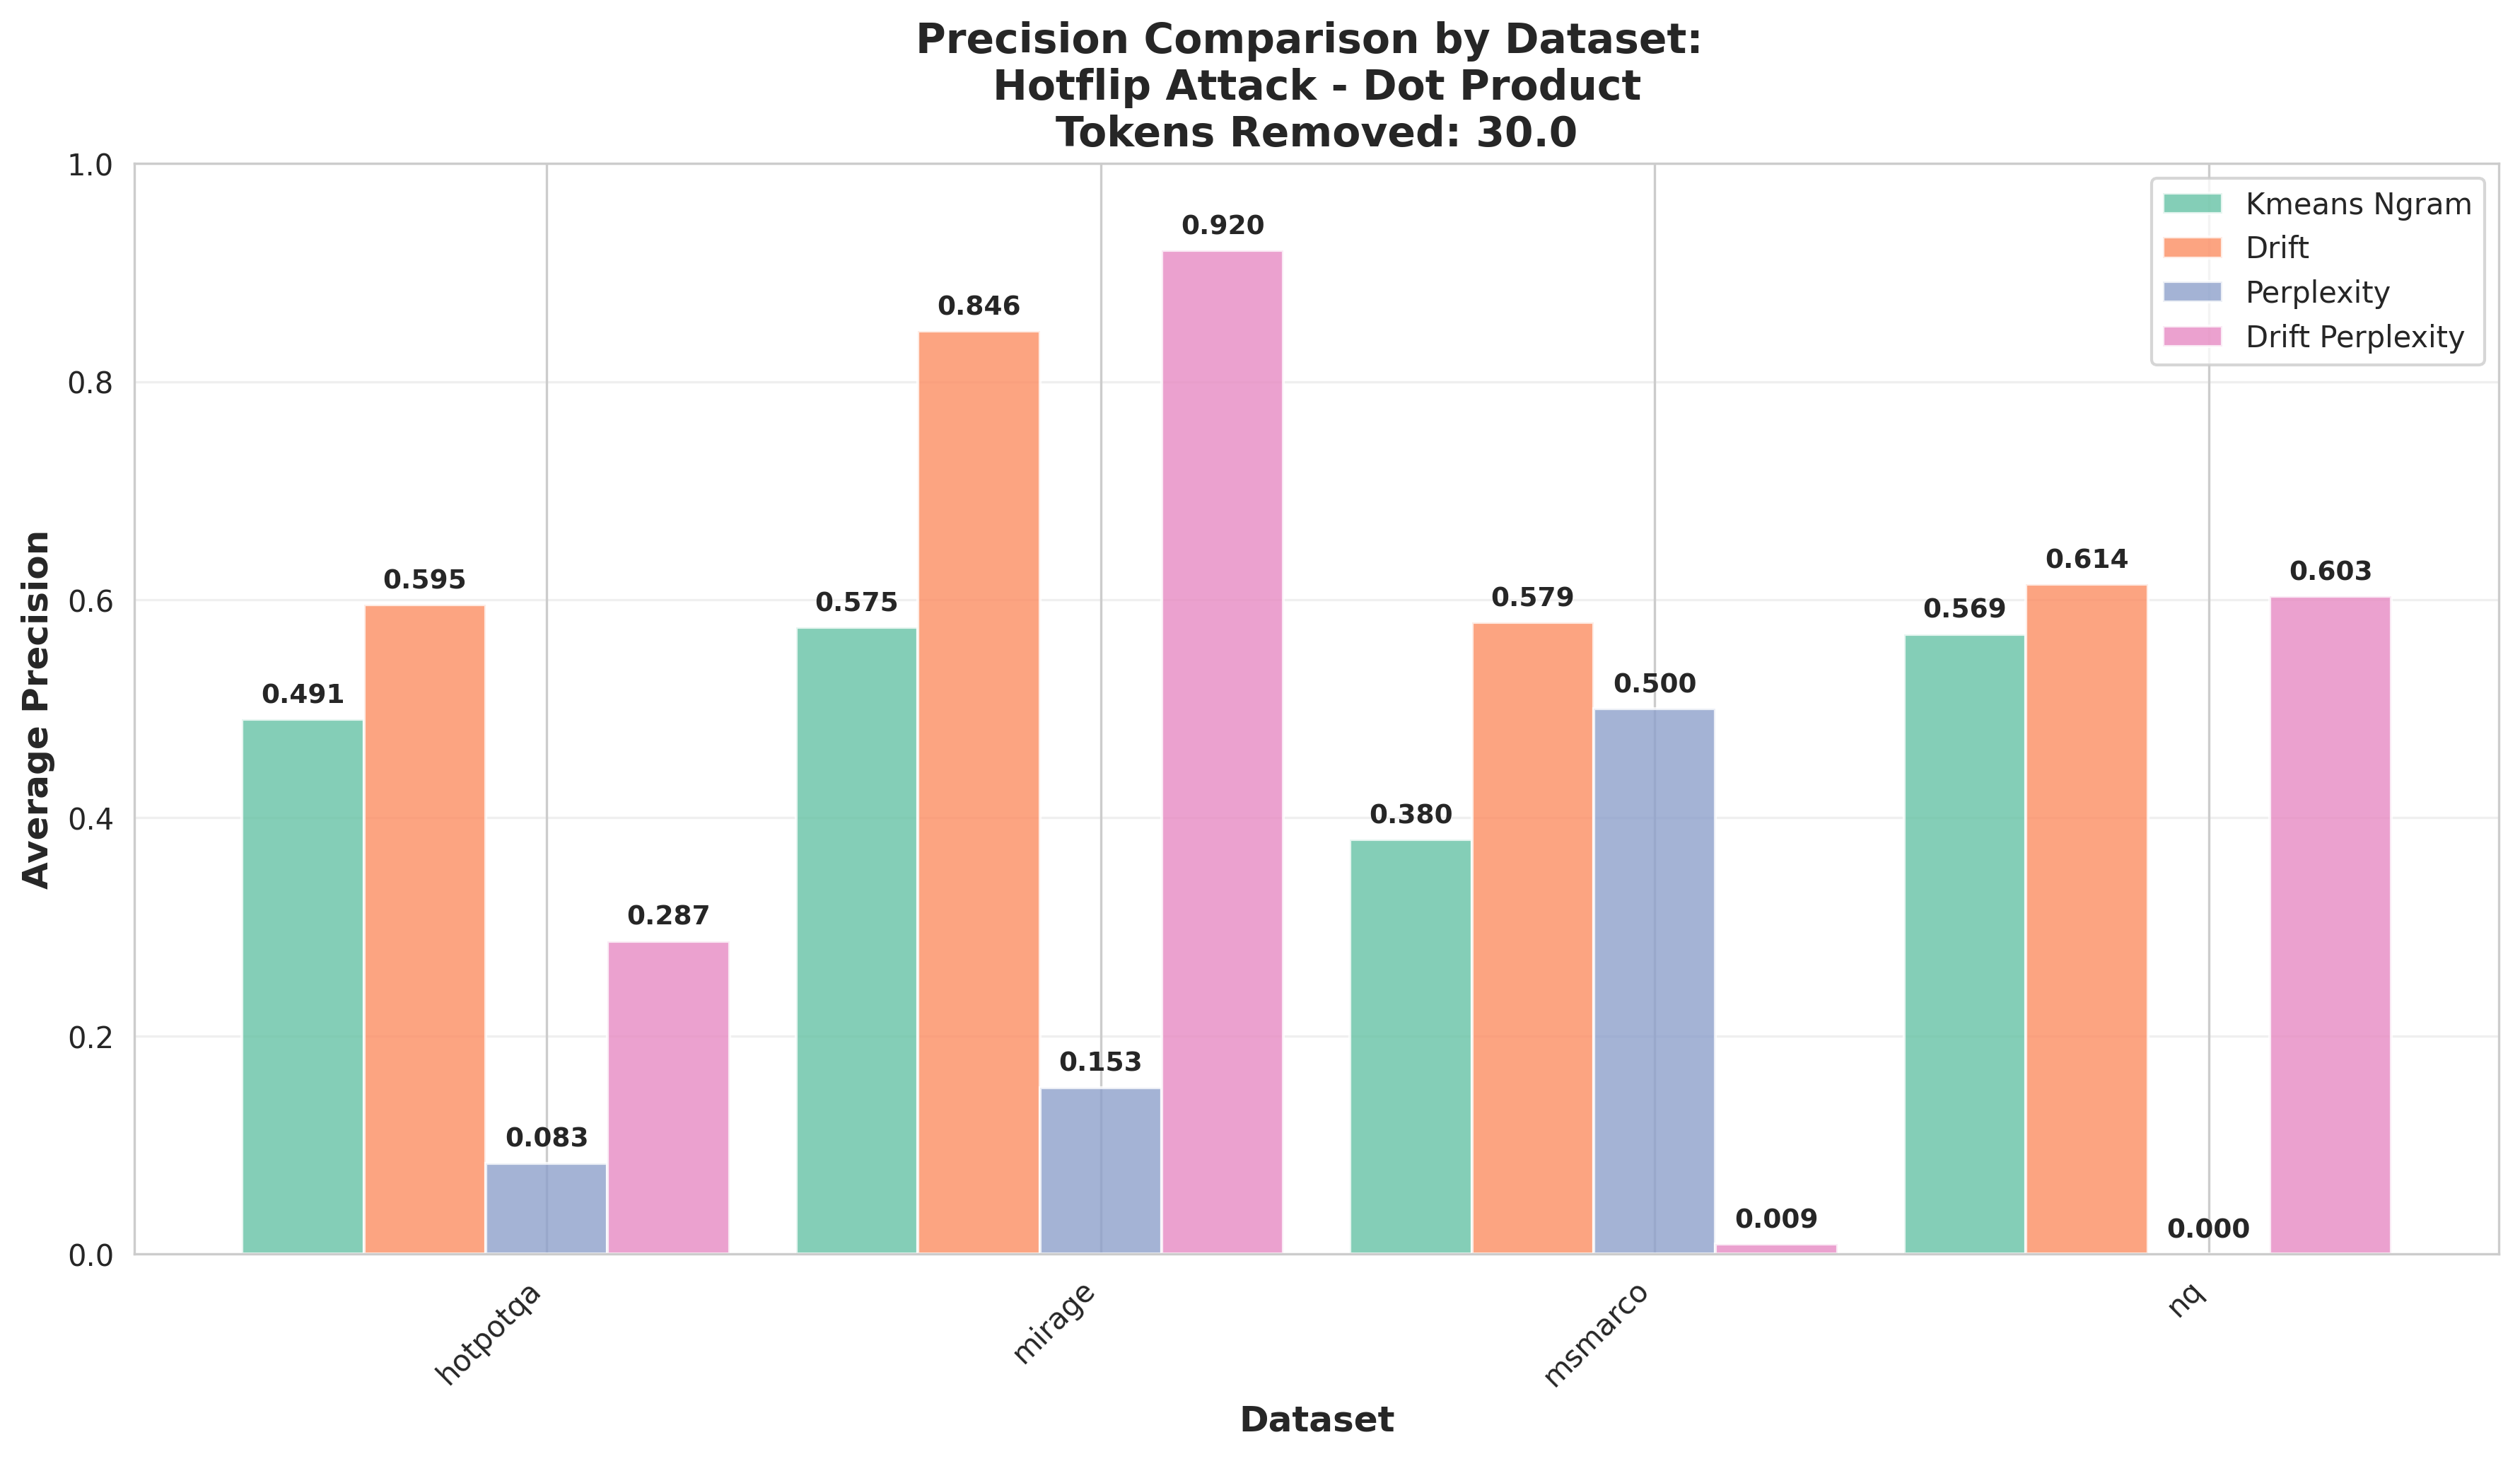 Precision Comparison by Dataset:
Hotflip Attack - Dot Product
Tokens Removed: 30.0
Kmeans Ngram
Drift
Perplexity
Drift Perplexity
Average Precision
1.0
0.8
0.6
0.4
0.2
0.0
0.491
0.595
0.083
0.287
0.575
0.846
0.153
0.920
0.380
0.579
0.500
0.009
0.569
0.614
0.000
0.603
hotpotqa
mirage
msmarco
nq
Dataset